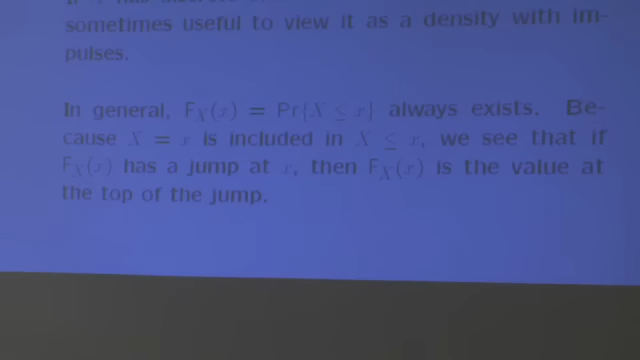 sometimes useful to view it as a density with im-
pulses.
In general, F_X(x) = Pr{X ≤ x} always exists. Be-
cause X = x is included in X ≤ x, we see that if
F_X(x) has a jump at x, then F_X(x) is the value at
the top of the jump.